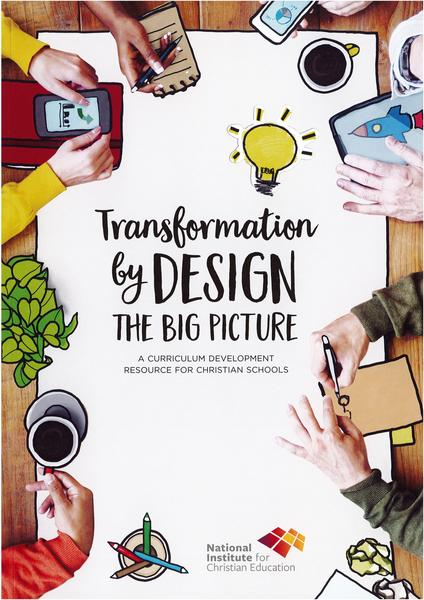 Transformation
by DESIGN
THE BIG PICTURE
A CURRICULUM DEVELOPMENT
RESOURCE FOR CHRISTIAN SCHOOLS
National
Institute for
Christian Education